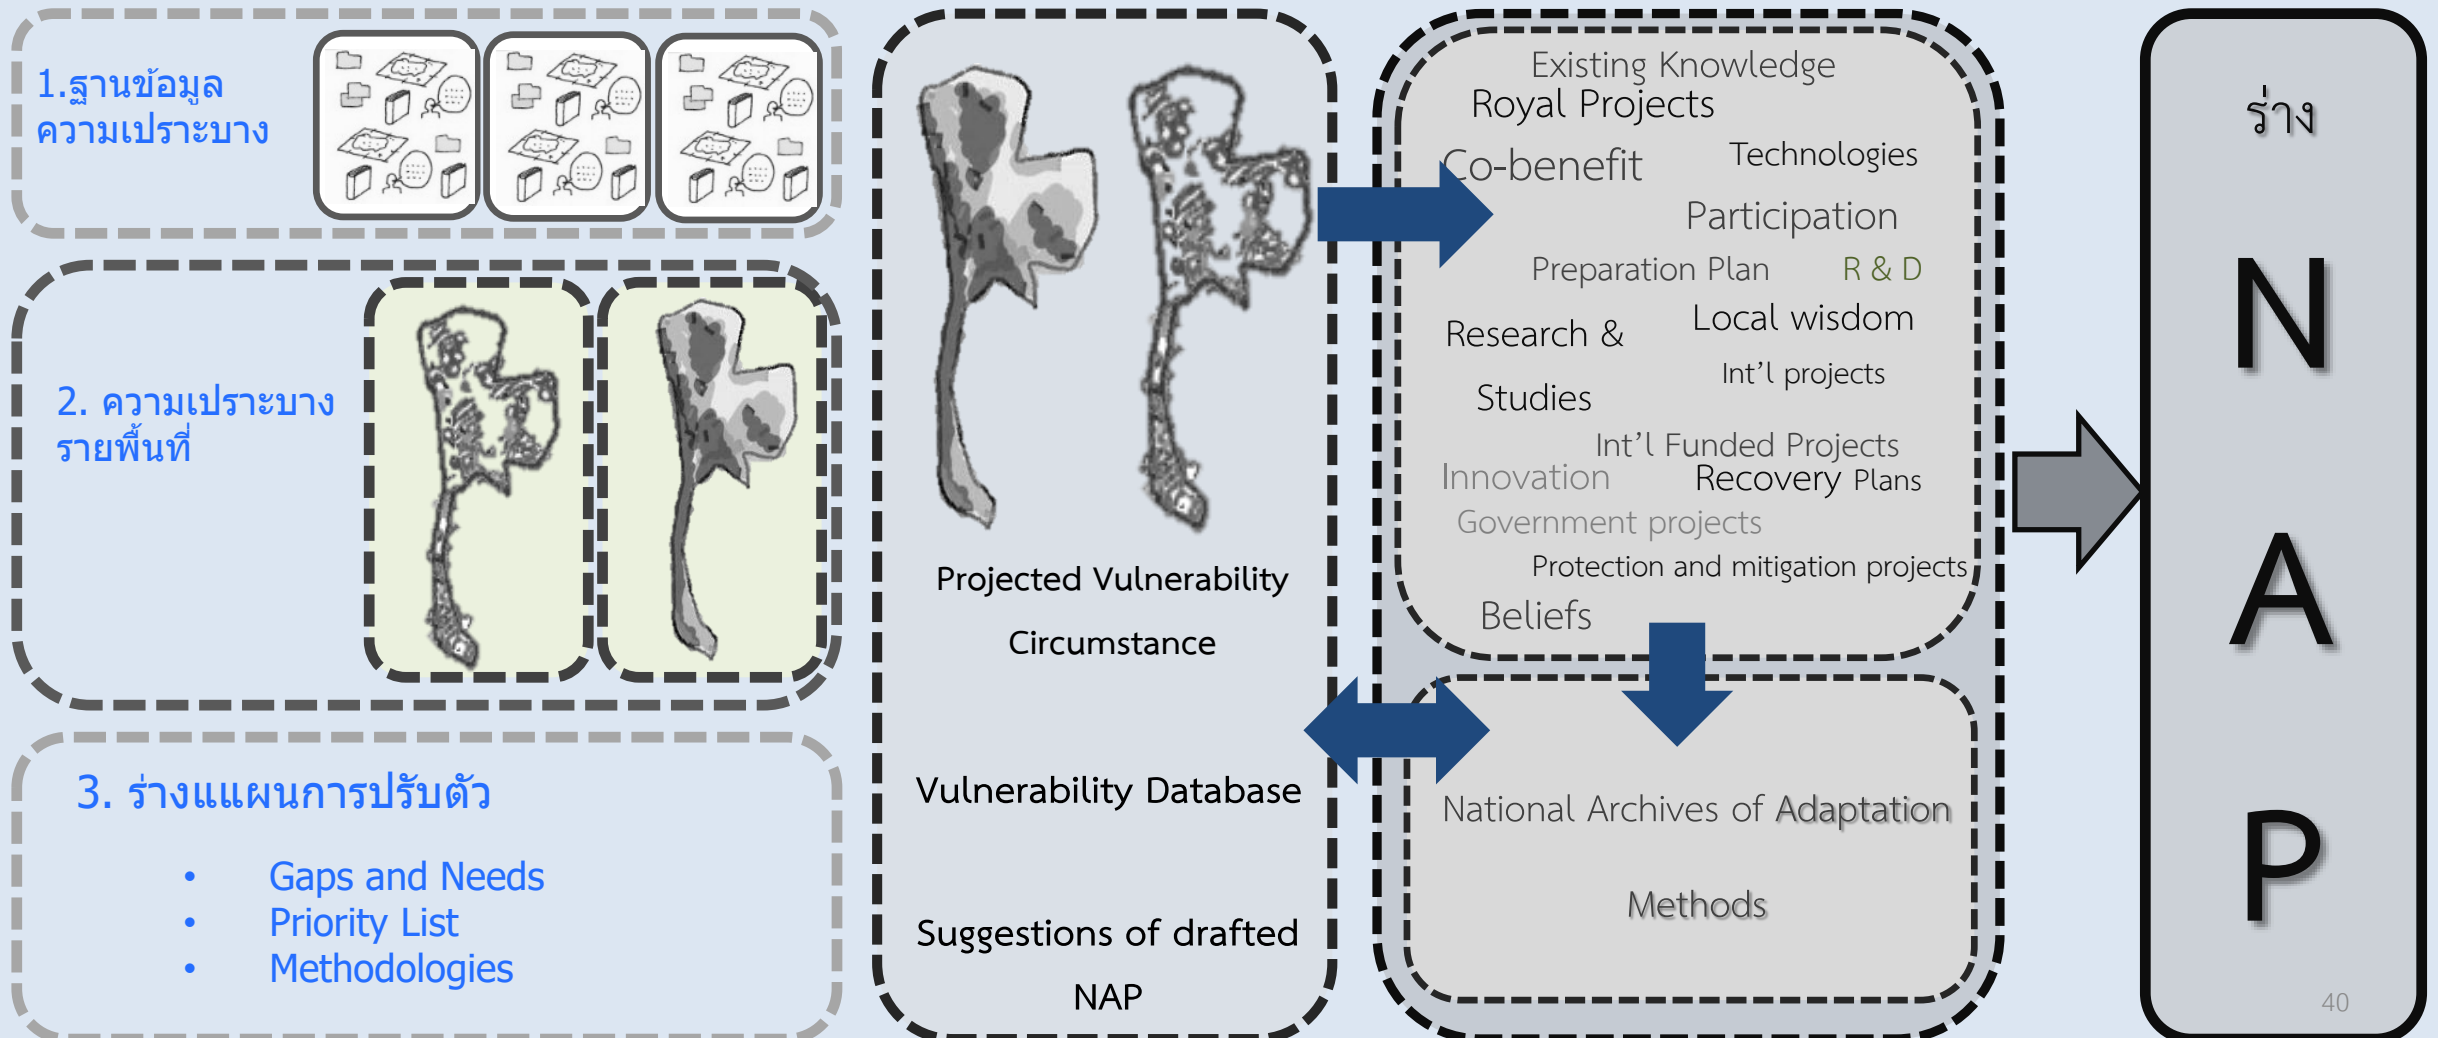 1.ฐานข้อมูล
ความเปราะบาง
2. ความเปราะบาง
รายพื้นที่
3. ร่างแแผนการปรับตัว
• Gaps and Needs
• Priority List
• Methodologies
Projected Vulnerability
Circumstance
Vulnerability Database
Suggestions of drafted
NAP
Existing Knowledge
Royal Projects
Co-benefit
Technologies
Participation
Preparation Plan
R & D
Local wisdom
Research &
Studies
Int'l projects
Int'l Funded Projects
Innovation
Recovery Plans
Government projects
Protection and mitigation projects
Beliefs
National Archives of Adaptation
Methods
ร่าง
N
A
P
40